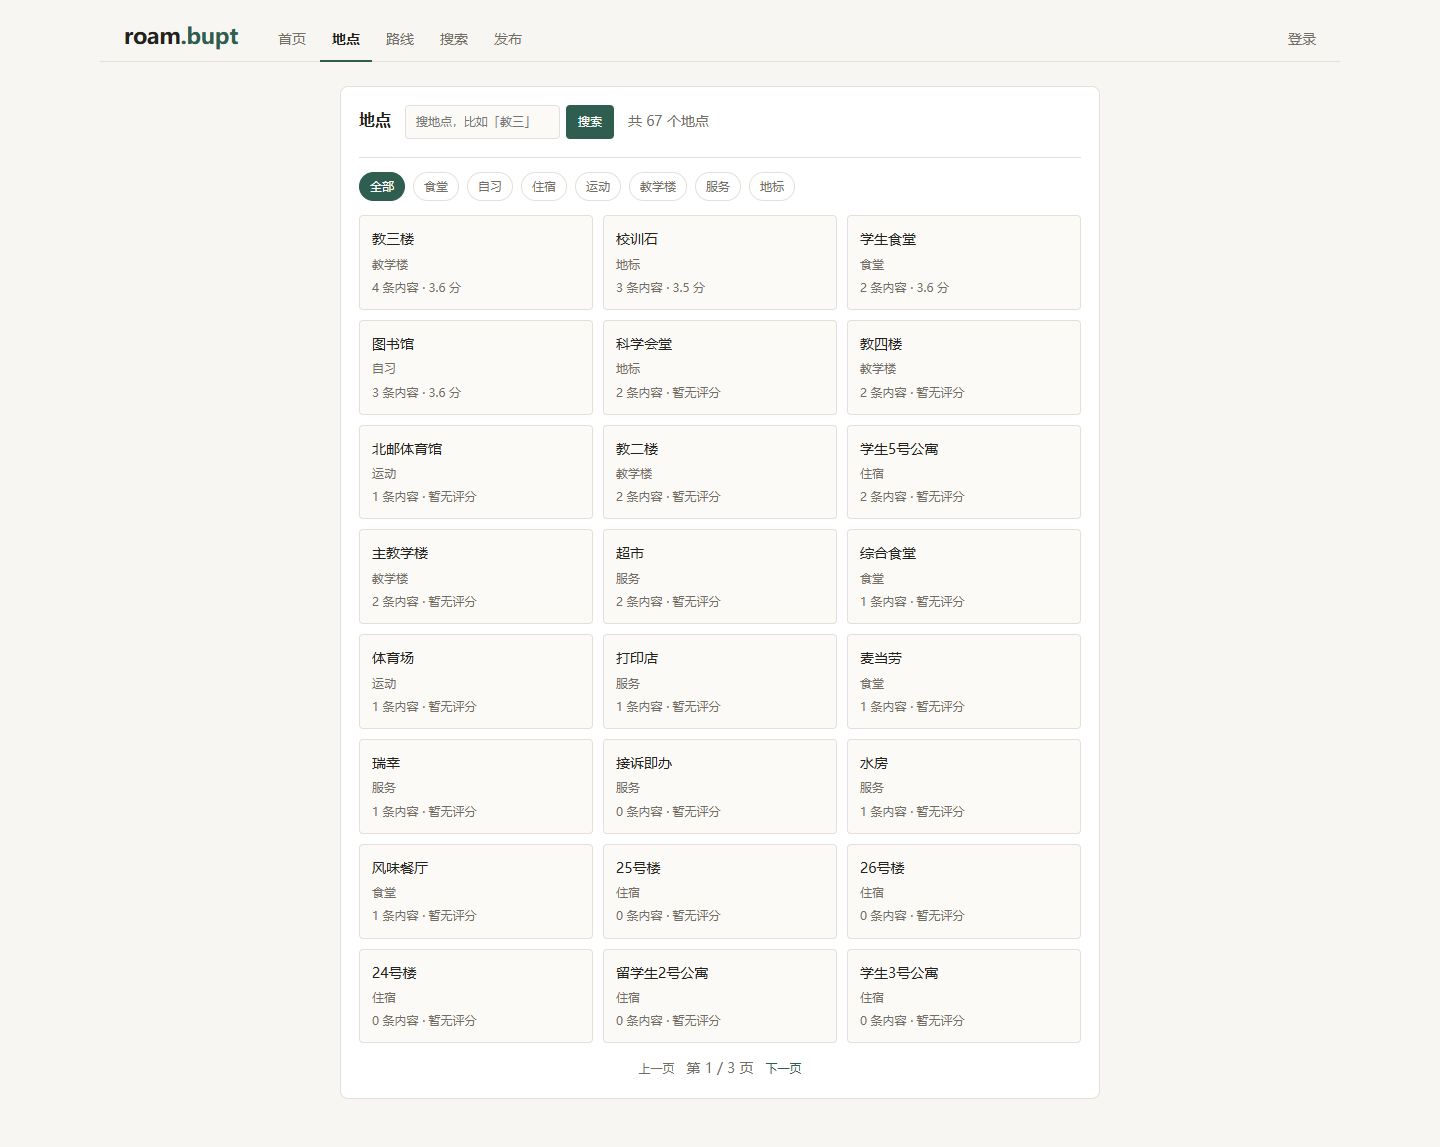 roam.bupt 首页 地点 路线 搜索 发布 登录
地点 搜地点，比如「教三」 搜索 共 67 个地点
全部 食堂 自习 住宿 运动 教学楼 服务 地标
教三楼
教学楼
4 条内容 · 3.6 分
校训石
地标
3 条内容 · 3.5 分
学生食堂
食堂
2 条内容 · 3.6 分
图书馆
自习
3 条内容 · 3.6 分
科学会堂
地标
2 条内容 · 暂无评分
教四楼
教学楼
2 条内容 · 暂无评分
北邮体育馆
运动
1 条内容 · 暂无评分
教二楼
教学楼
2 条内容 · 暂无评分
学生5号公寓
住宿
2 条内容 · 暂无评分
主教学楼
教学楼
2 条内容 · 暂无评分
超市
服务
2 条内容 · 暂无评分
综合食堂
食堂
1 条内容 · 暂无评分
体育场
运动
1 条内容 · 暂无评分
打印店
服务
1 条内容 · 暂无评分
麦当劳
食堂
1 条内容 · 暂无评分
瑞幸
服务
1 条内容 · 暂无评分
接诉即办
服务
0 条内容 · 暂无评分
水房
服务
1 条内容 · 暂无评分
风味餐厅
食堂
1 条内容 · 暂无评分
25号楼
住宿
0 条内容 · 暂无评分
26号楼
住宿
0 条内容 · 暂无评分
24号楼
住宿
0 条内容 · 暂无评分
留学生2号公寓
住宿
0 条内容 · 暂无评分
学生3号公寓
住宿
0 条内容 · 暂无评分
上一页 第 1 / 3 页 下一页